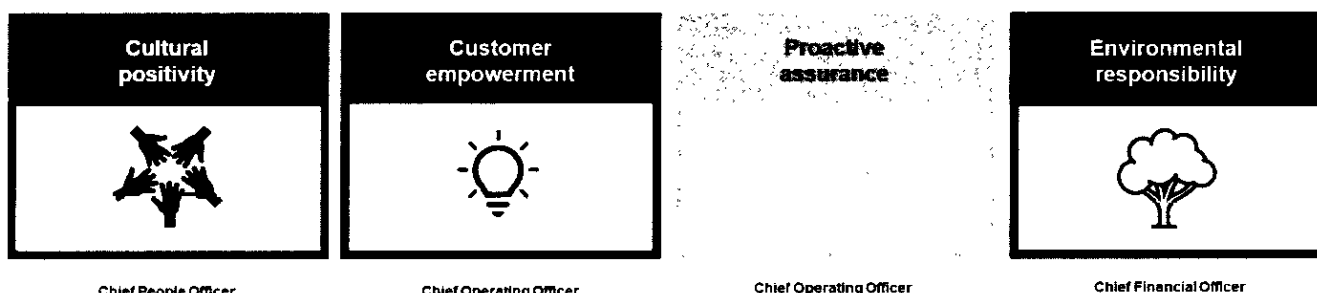 Cultural
positivity
Customer
empowerment
Proactive
assurance
Environmental
responsibility
Chief People Officer
Chief Operating Officer
Chief Operating Officer
Chief Financial Officer